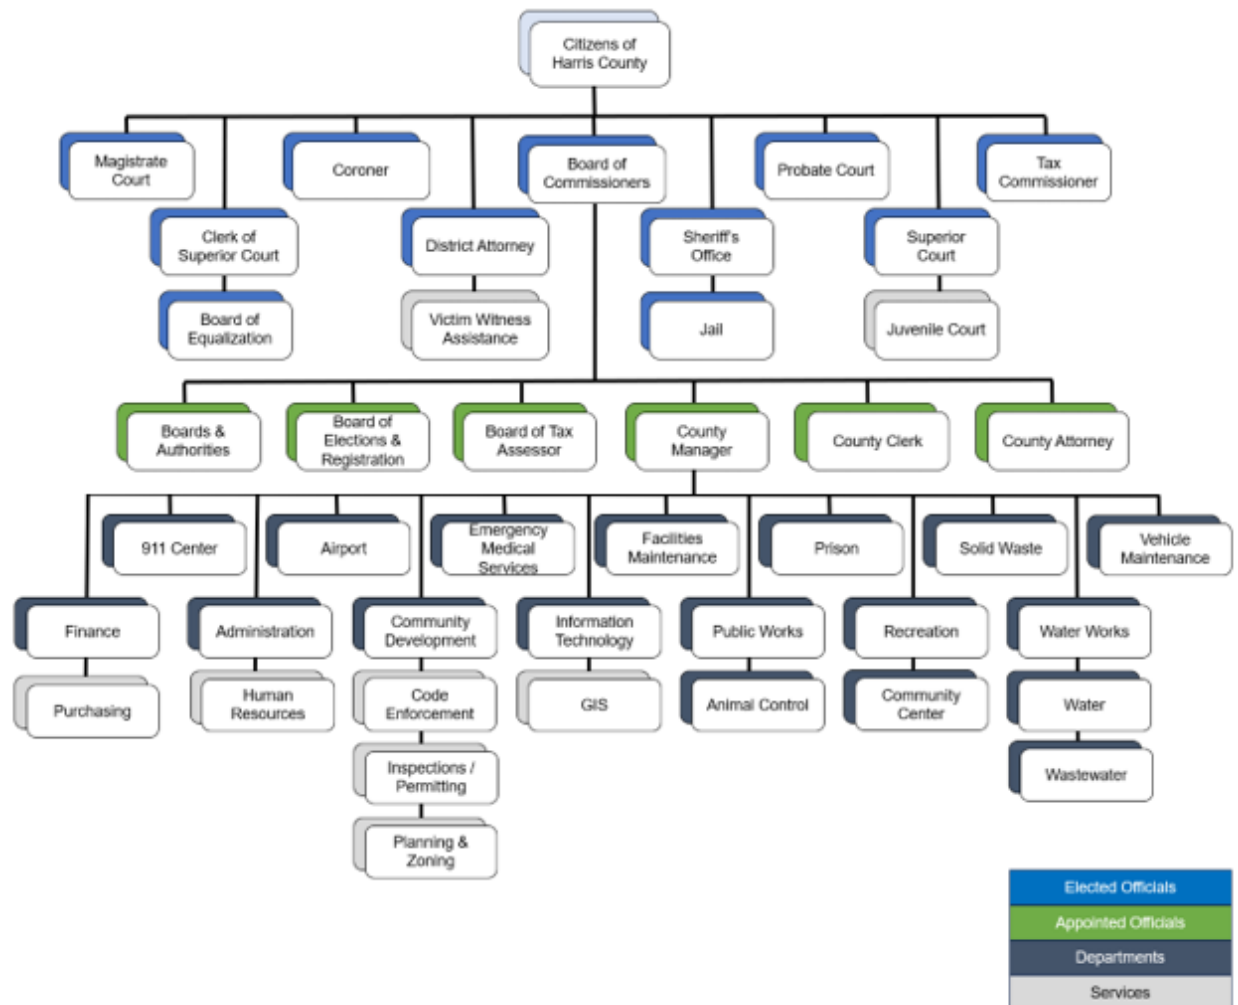 Citizens of
Harris County
Magistrate
Court
Coroner
Board of
Commissioners
Probate Court
Tax
Commissioner
Clerk of
Superior Court
District Attorney
Sheriff's
Office
Superior
Court
Board of
Equalization
Victim Witness
Assistance
Jail
Juvenile Court
Boards &
Authorities
Board of
Elections &
Registration
Board of Tax
Assessor
County
Manager
County Clerk
County Attorney
911 Center
Airport
Emergency
Medical
Services
Facilities
Maintenance
Prison
Solid Waste
Vehicle
Maintenance
Finance
Administration
Community
Development
Information
Technology
Public Works
Recreation
Water Works
Purchasing
Human
Resources
Code
Enforcement
GIS
Animal Control
Community
Center
Water
Inspections /
Permitting
Wastewater
Planning &
Zoning
Elected Officials
Appointed Officials
Departments
Services